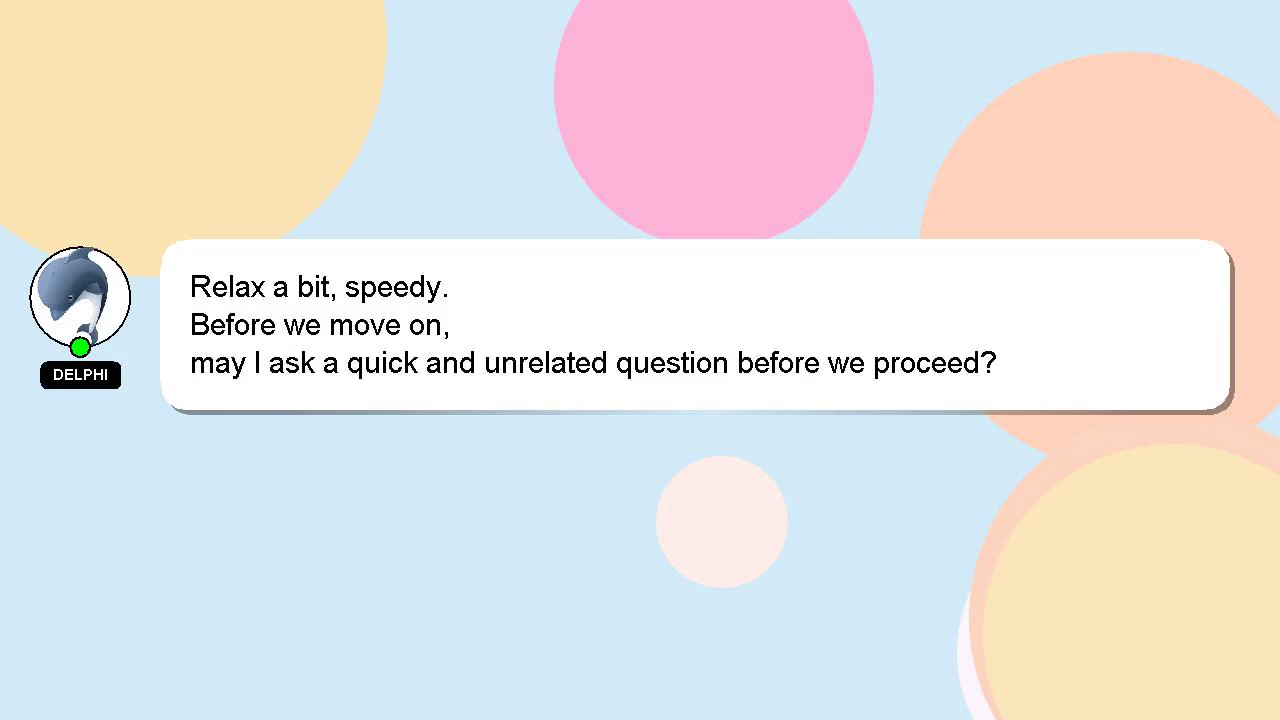 Relax a bit, speedy.
Before we move on,
may I ask a quick and unrelated question before we proceed?
DELPHI